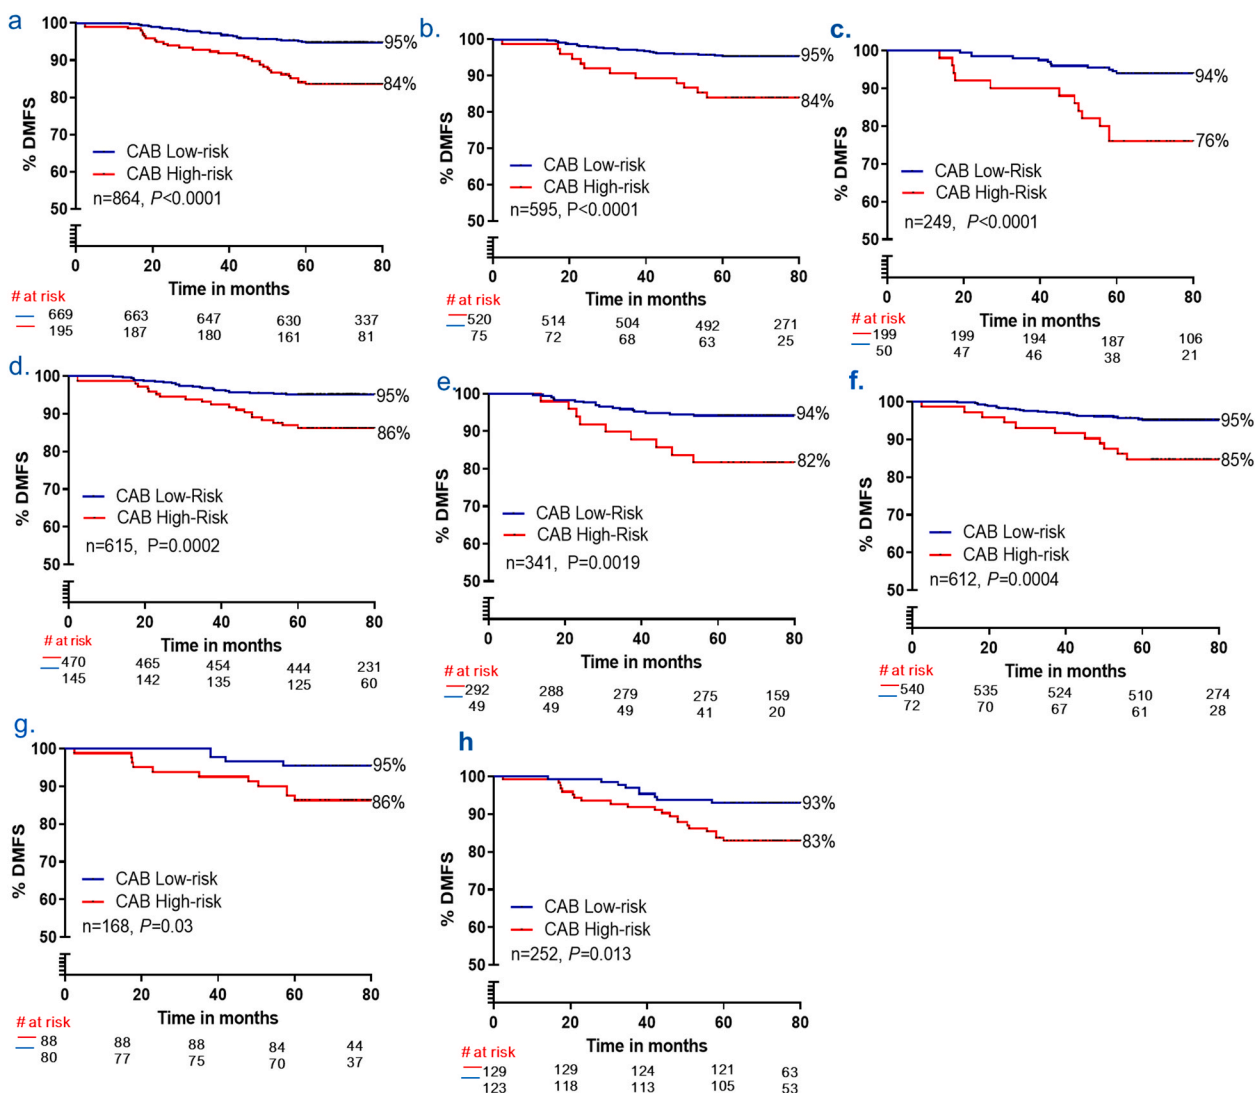 a
100
90
80
70
60
50
% DMFS
95%
84%
CAB Low-risk
CAB High-risk
n=864, P<0.0001
0 20 40 60 80
Time in months
# at risk
669 663 647 630 337
195 187 180 161 81
b.
100
90
80
70
60
50
% DMFS
95%
84%
CAB Low-risk
CAB High-risk
n=595, P<0.0001
0 20 40 60 80
Time in months
# at risk
520 514 504 492 271
75 72 68 63 25
c.
100
90
80
70
60
50
% DMFS
94%
76%
CAB Low-Risk
CAB High-Risk
n=249, P<0.0001
0 20 40 60 80
Time in months
# at risk
199 199 194 187 106
50 47 46 38 21
d.
100
90
80
70
60
50
% DMFS
95%
86%
CAB Low-Risk
CAB High-Risk
n=615, P=0.0002
0 20 40 60 80
Time in months
# at risk
470 465 454 444 231
145 142 135 125 60
e.
100
90
80
70
60
50
% DMFS
94%
82%
CAB Low-Risk
CAB High-Risk
n=341, P=0.0019
0 20 40 60 80
Time in months
# at risk
292 288 279 275 159
49 49 49 41 20
f.
100
90
80
70
60
50
% DMFS
95%
85%
CAB Low-risk
CAB High-risk
n=612, P=0.0004
0 20 40 60 80
Time in months
# at risk
540 535 524 510 274
72 70 67 61 28
g.
100
90
80
70
60
50
% DMFS
95%
86%
CAB Low-risk
CAB High-risk
n=168, P=0.03
0 20 40 60 80
Time in months
# at risk
88 88 88 84 44
80 77 75 70 37
h
100
90
80
70
60
50
% DMFS
93%
83%
CAB Low-risk
CAB High-risk
n=252, P=0.013
0 20 40 60 80
Time in months
# at risk
129 129 124 121 63
123 118 113 105 53